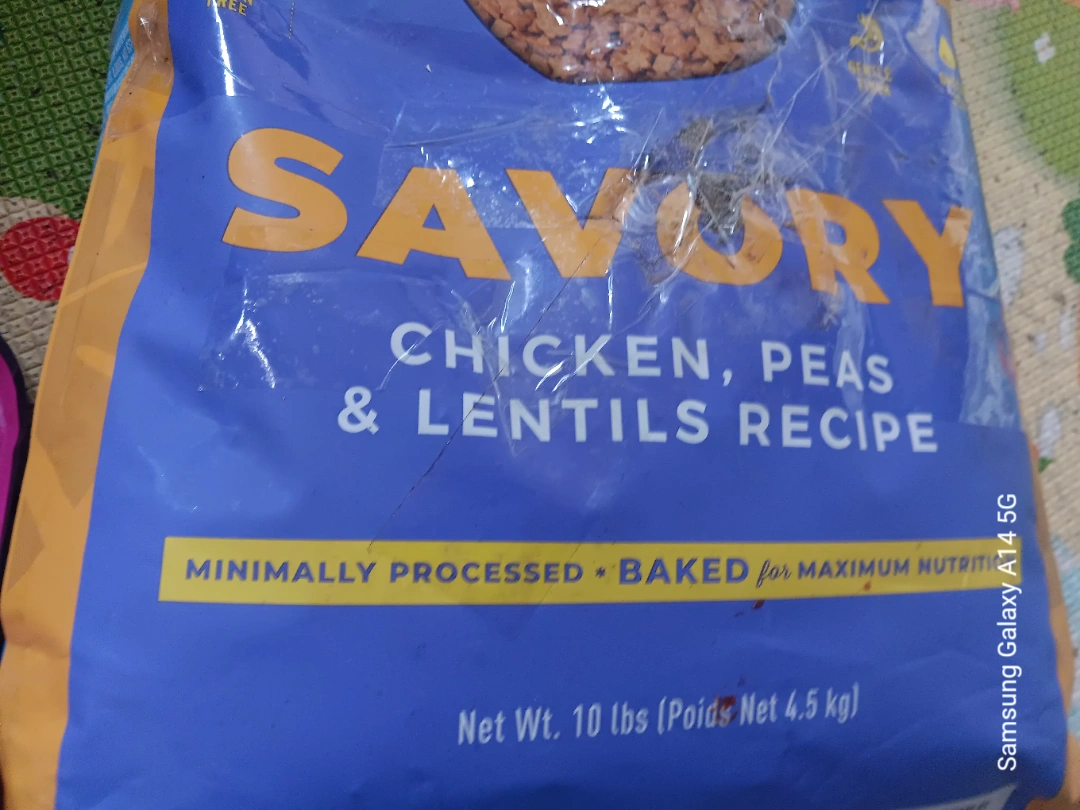 FREE
SAVORY
CHICKEN, PEAS
& LENTILS RECIPE
MINIMALLY PROCESSED • BAKED for MAXIMUM NUTRITIO
Net Wt. 10 lbs (Poids Net 4.5 kg)
Samsung Galaxy A14 5G